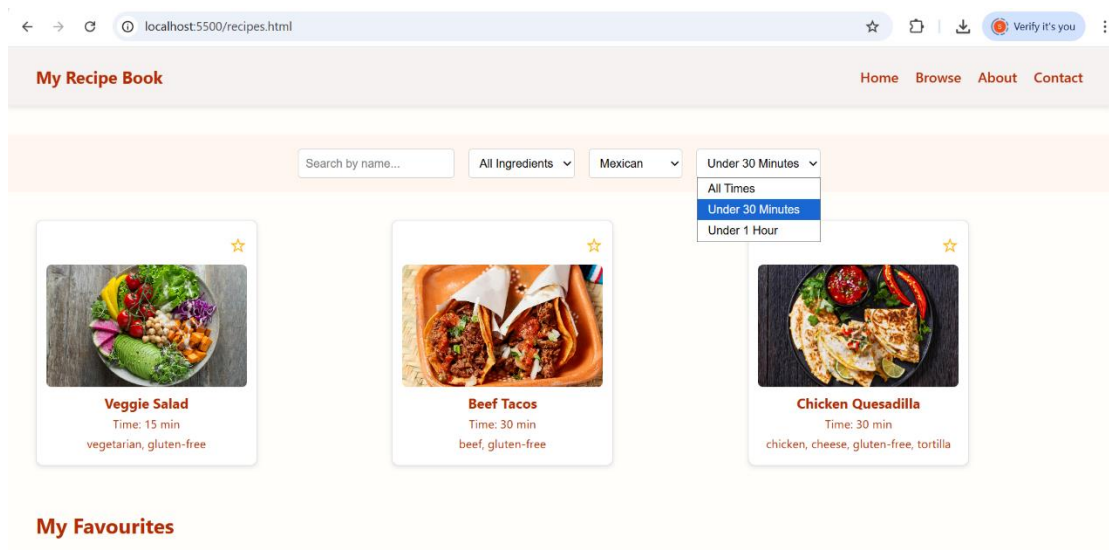 localhost:5500/recipes.html
Verify it's you
My Recipe Book
Home Browse About Contact
Search by name...
All Ingredients
Mexican
Under 30 Minutes
All Times
Under 30 Minutes
Under 1 Hour
Veggie Salad
Time: 15 min
vegetarian, gluten-free
Beef Tacos
Time: 30 min
beef, gluten-free
Chicken Quesadilla
Time: 30 min
chicken, cheese, gluten-free, tortilla
My Favourites